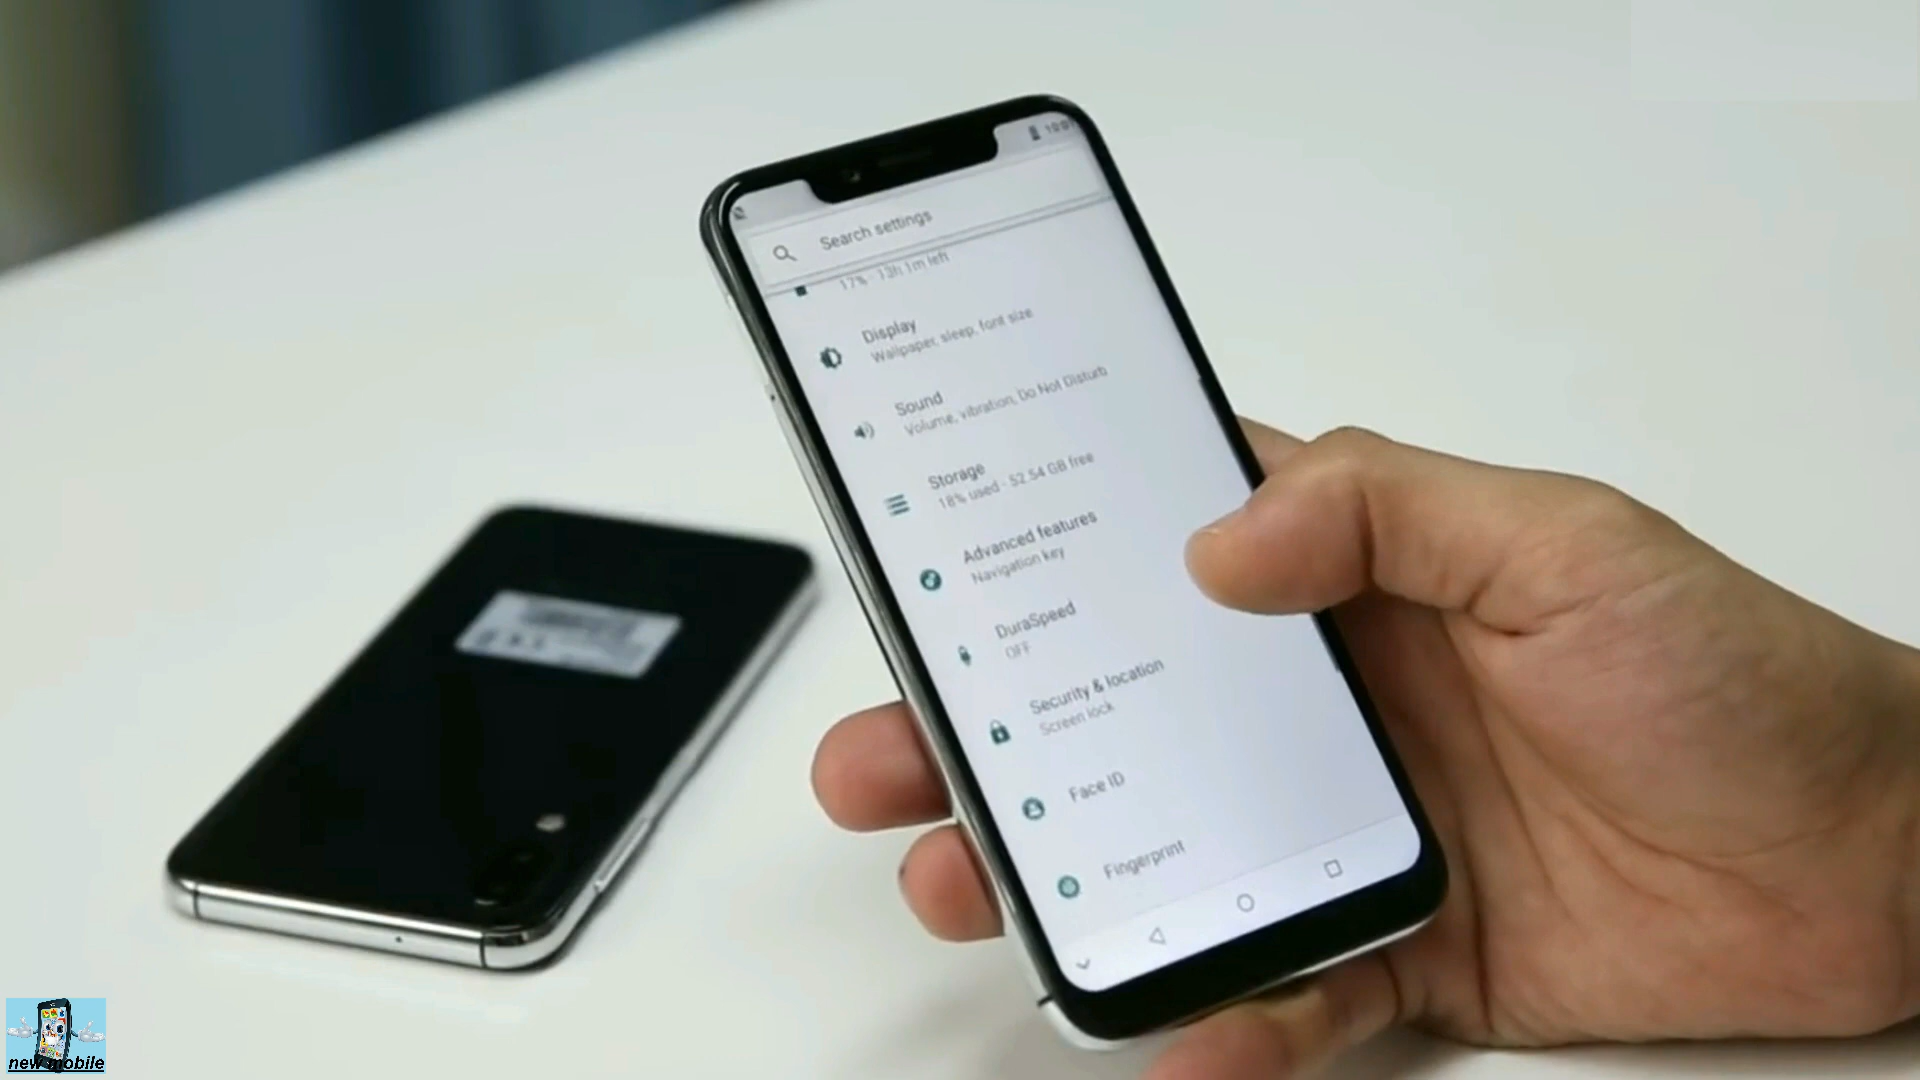 Search settings
17% - 13h 1m left
Display
Wallpaper, sleep, font size
Sound
Volume, vibration, Do Not Disturb
Storage
18% used - 52.54 GB free
Advanced features
Navigation key
DuraSpeed
OFF
Security & location
Screen lock
Face ID
Fingerprint
new mobile